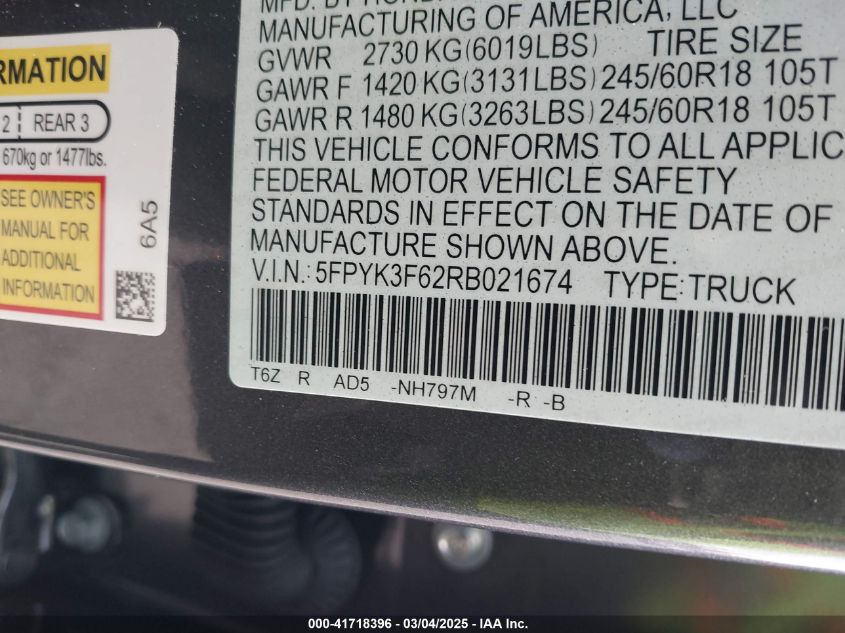 RMATION
2 REAR 3
670kg or 1477lbs.
SEE OWNER'S
MANUAL FOR
ADDITIONAL
INFORMATION
6A5
MFD. BY HONDA
MANUFACTURING OF AMERICA, LLC
GVWR 2730 KG(6019LBS) TIRE SIZE
GAWR F 1420 KG(3131LBS) 245/60R18 105T
GAWR R 1480 KG(3263LBS) 245/60R18 105T
THIS VEHICLE CONFORMS TO ALL APPLIC
FEDERAL MOTOR VEHICLE SAFETY
STANDARDS IN EFFECT ON THE DATE OF
MANUFACTURE SHOWN ABOVE.
V.I.N.: 5FPYK3F62RB021674 TYPE: TRUCK
T6Z R AD5 -NH797M -R -B
000-41718396 - 03/04/2025 - IAA Inc.